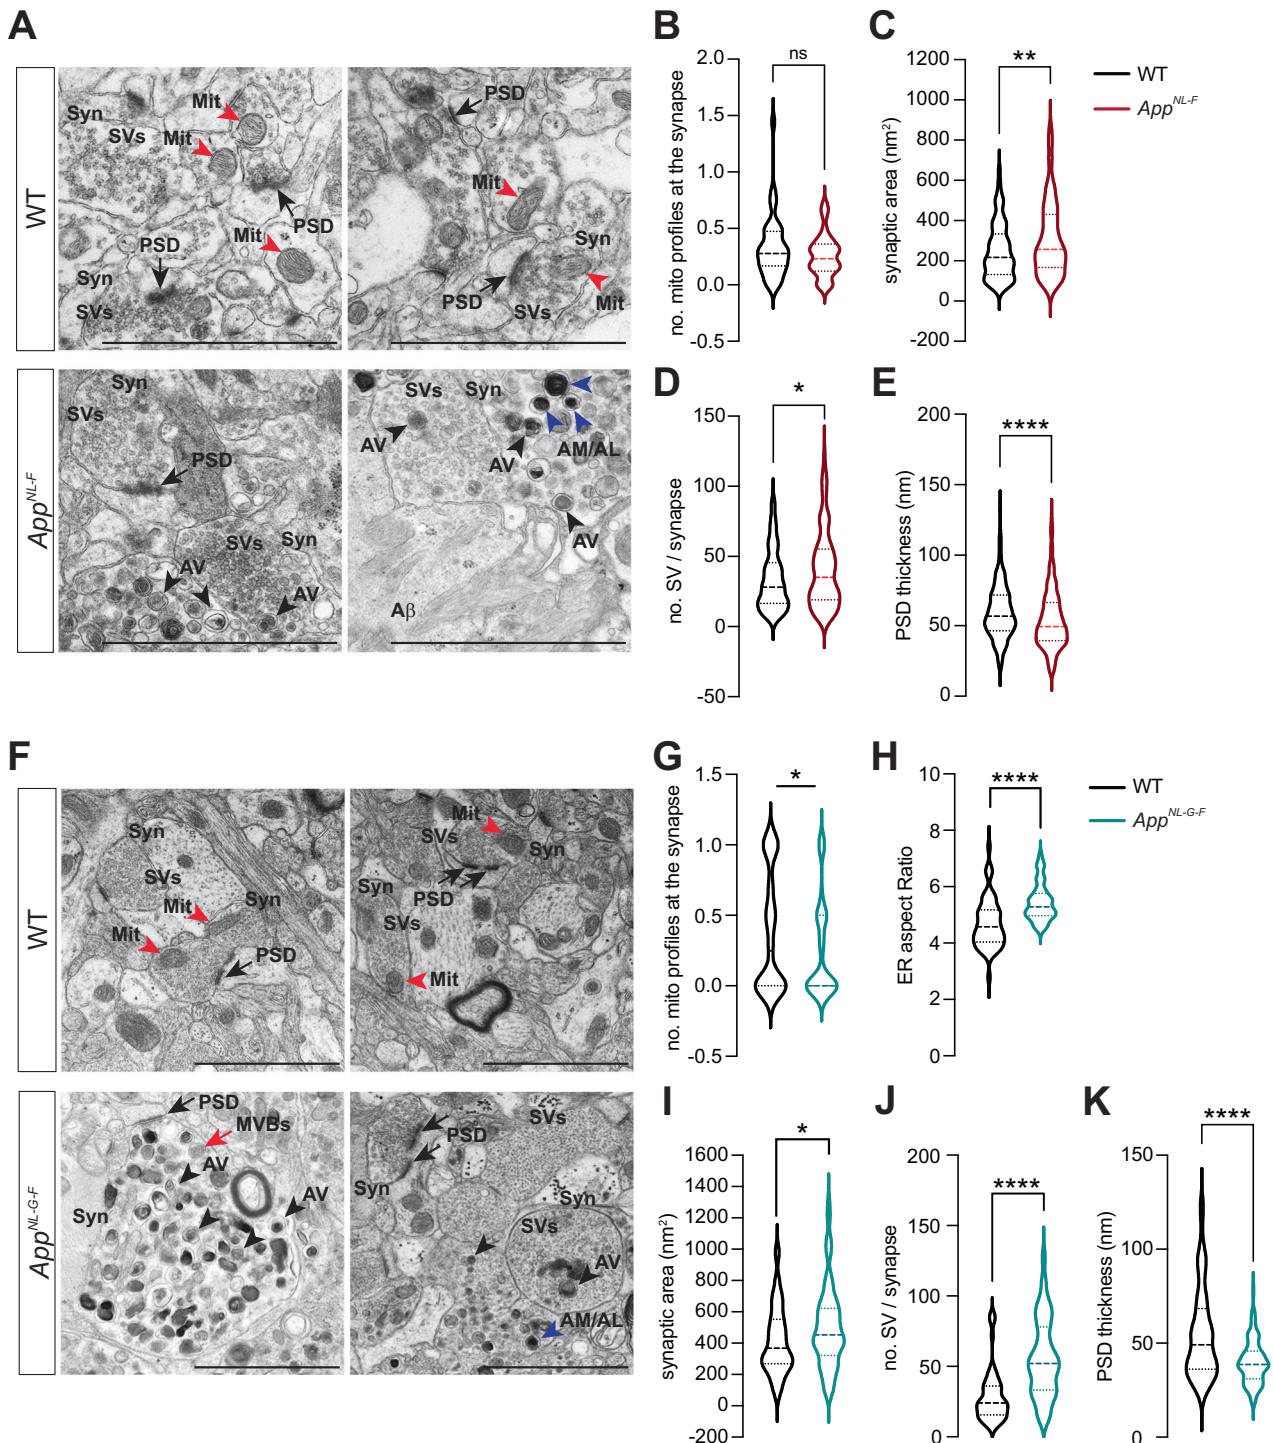 A
WT
Syn
SVs
Mit
Mit
PSD
PSD
Mit
Syn
SVs
PSD
Mit
Syn
PSD
SVs
Mit
App^NL-F
Syn
SVs
PSD
SVs
Syn
AV
AV
SVs
Syn
AV
AV
AM/AL
AV
Aβ
B
no. mito profiles at the synapse
2.0
1.5
1.0
0.5
0.0
-0.5
ns
C
synaptic area (nm²)
1200
1000
800
600
400
200
0
-200
**
WT
App^NL-F
D
no. SV / synapse
150
100
50
0
-50
*
E
PSD thickness (nm)
200
150
100
50
0
****
F
WT
Syn
SVs
Mit
Syn
Mit
PSD
Mit
SVs
Syn
Syn
PSD
SVs
Mit
App^NL-G-F
PSD
MVBs
AV
AV
Syn
SVs
PSD
Syn
Syn
SVs
AV
AM/AL
G
no. mito profiles at the synapse
1.5
1.0
0.5
0.0
-0.5
*
H
ER aspect Ratio
10
8
6
4
2
0
****
WT
App^NL-G-F
I
synaptic area (nm²)
1600
1400
1200
1000
800
600
400
200
0
-200
*
J
no. SV / synapse
200
150
100
50
0
****
K
PSD thickness (nm)
150
100
50
0
****